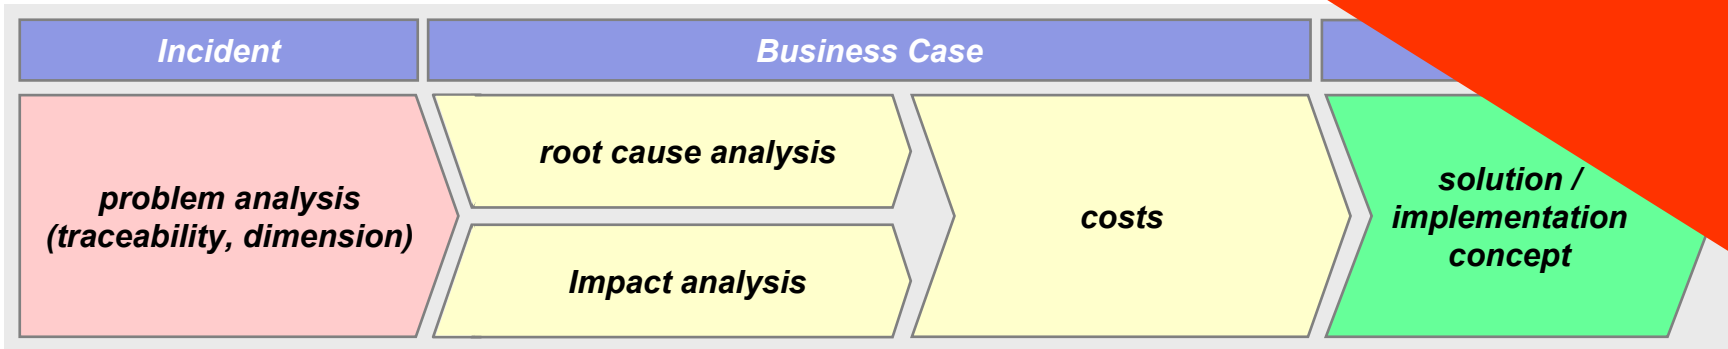 Incident
Business Case
problem analysis
(traceability, dimension)
root cause analysis
Impact analysis
costs
solution /
implementation
concept